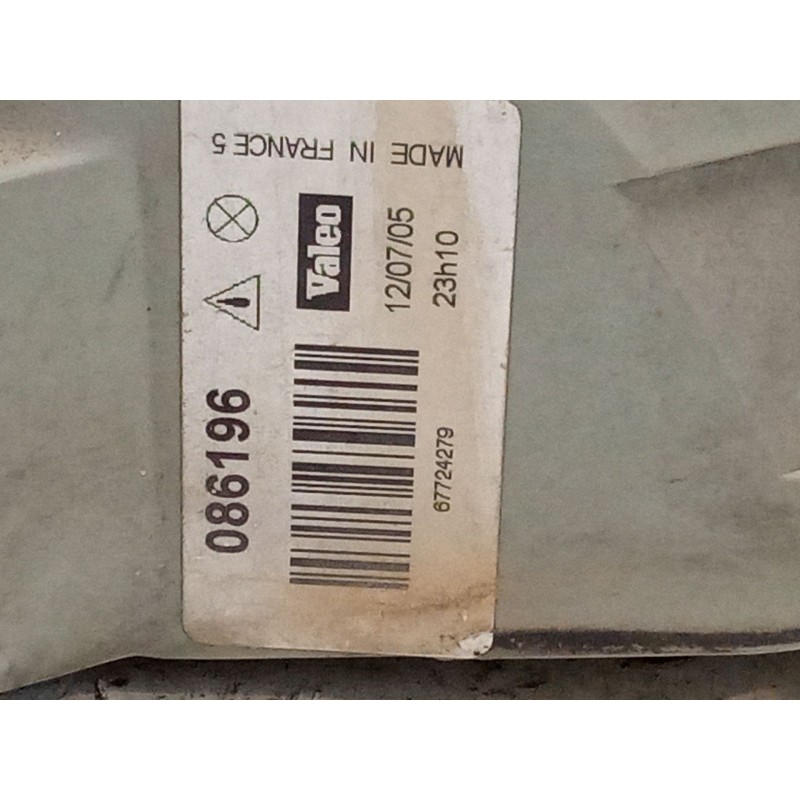 086196
Valeo
12/07/05
23h10
67724279
MADE IN FRANCE 5